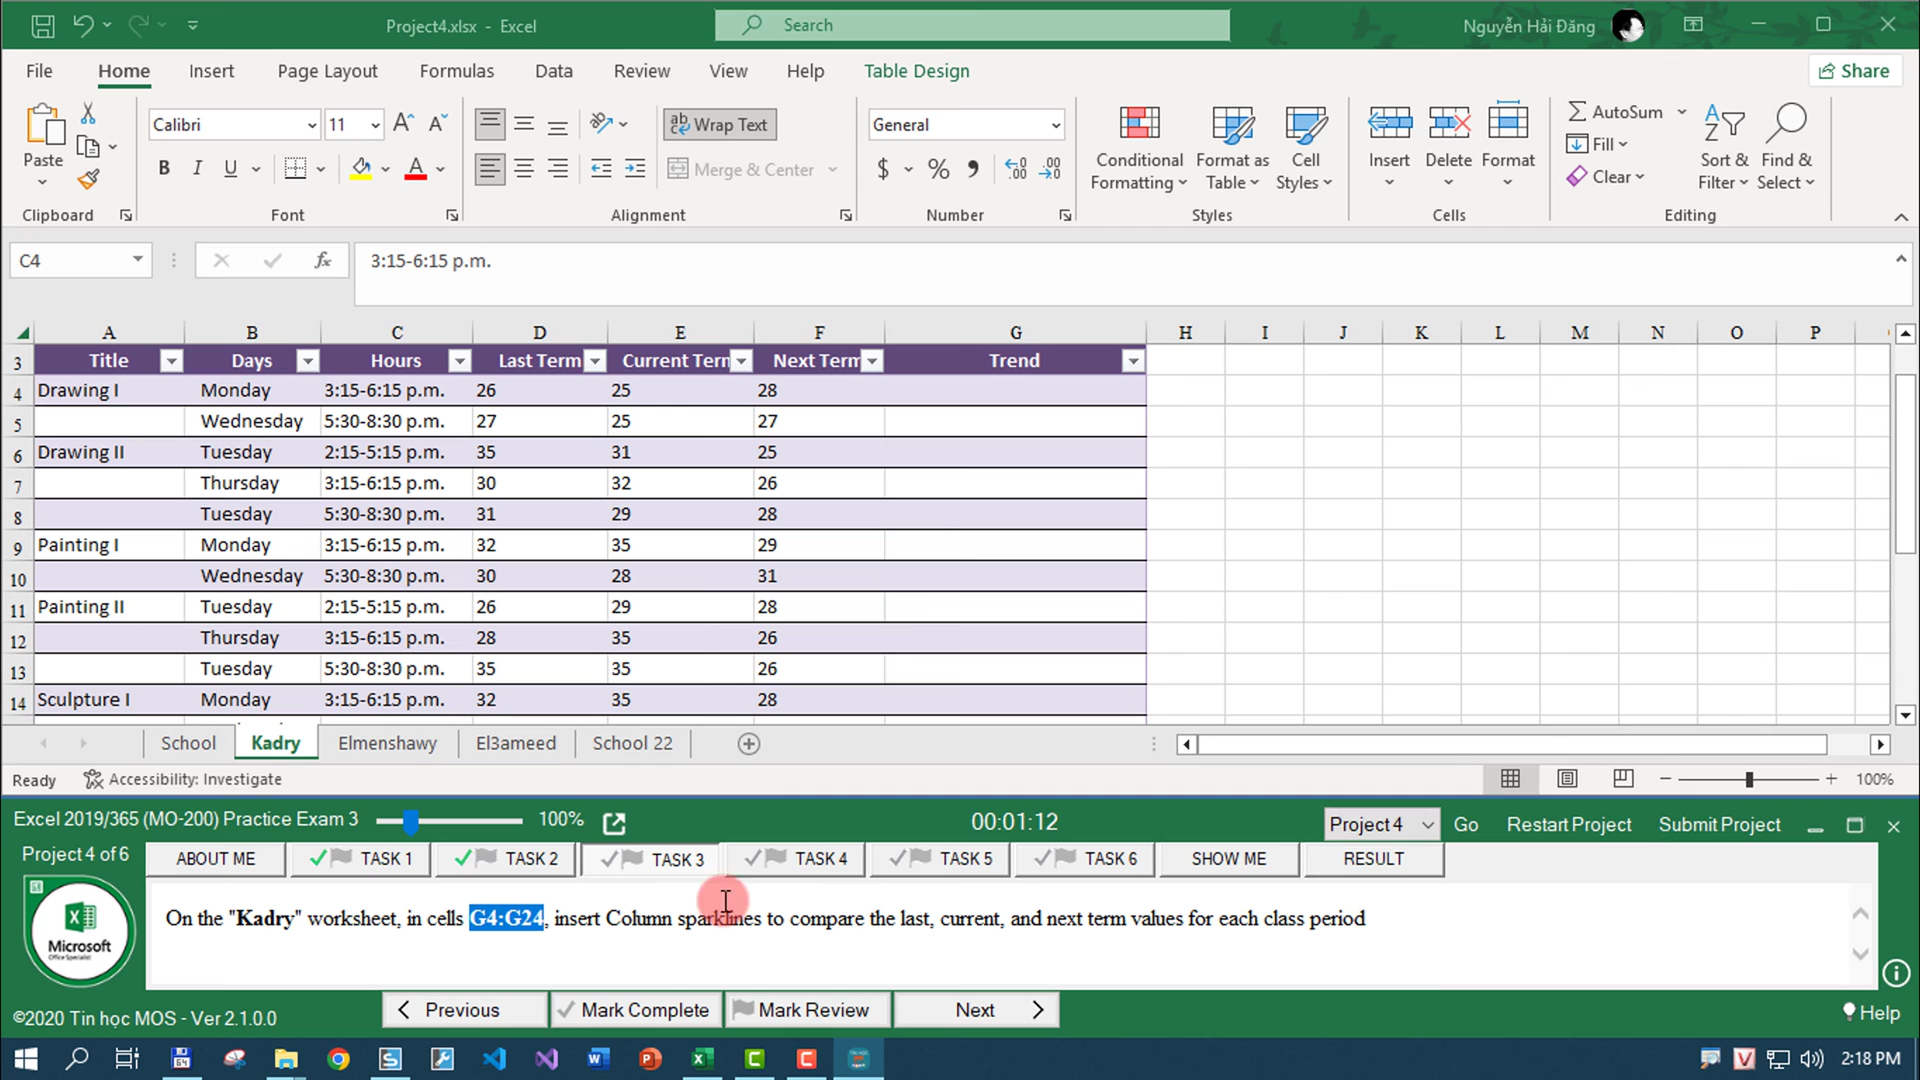 Project4.xlsx - Excel
Search
Nguyễn Hải Đăng
File Home Insert Page Layout Formulas Data Review View Help Table Design Share
Paste
Calibri 11
Wrap Text
General
Merge & Center
Conditional Formatting
Format as Table
Cell Styles
Insert
Delete
Format
AutoSum
Fill
Clear
Sort & Filter
Find & Select
Clipboard Font Alignment Number Styles Cells Editing
C4 3:15-6:15 p.m.
A B C D E F G H I J K L M N O P
3 Title Days Hours Last Term Current Term Next Term Trend
4 Drawing I Monday 3:15-6:15 p.m. 26 25 28
5 Wednesday 5:30-8:30 p.m. 27 25 27
6 Drawing II Tuesday 2:15-5:15 p.m. 35 31 25
7 Thursday 3:15-6:15 p.m. 30 32 26
8 Tuesday 5:30-8:30 p.m. 31 29 28
9 Painting I Monday 3:15-6:15 p.m. 32 35 29
10 Wednesday 5:30-8:30 p.m. 30 28 31
11 Painting II Tuesday 2:15-5:15 p.m. 26 29 28
12 Thursday 3:15-6:15 p.m. 28 35 26
13 Tuesday 5:30-8:30 p.m. 35 35 26
14 Sculpture I Monday 3:15-6:15 p.m. 32 35 28
School Kadry Elmenshawy El3ameed School 22
Ready Accessibility: Investigate 100%
Excel 2019/365 (MO-200) Practice Exam 3 100% 00:01:12 Project 4 Go Restart Project Submit Project
Project 4 of 6 ABOUT ME TASK 1 TASK 2 TASK 3 TASK 4 TASK 5 TASK 6 SHOW ME RESULT
On the "Kadry" worksheet, in cells G4:G24, insert Column sparklines to compare the last, current, and next term values for each class period
Microsoft
Office Specialist
Previous Mark Complete Mark Review Next
©2020 Tin học MOS - Ver 2.1.0.0 Help
2:18 PM